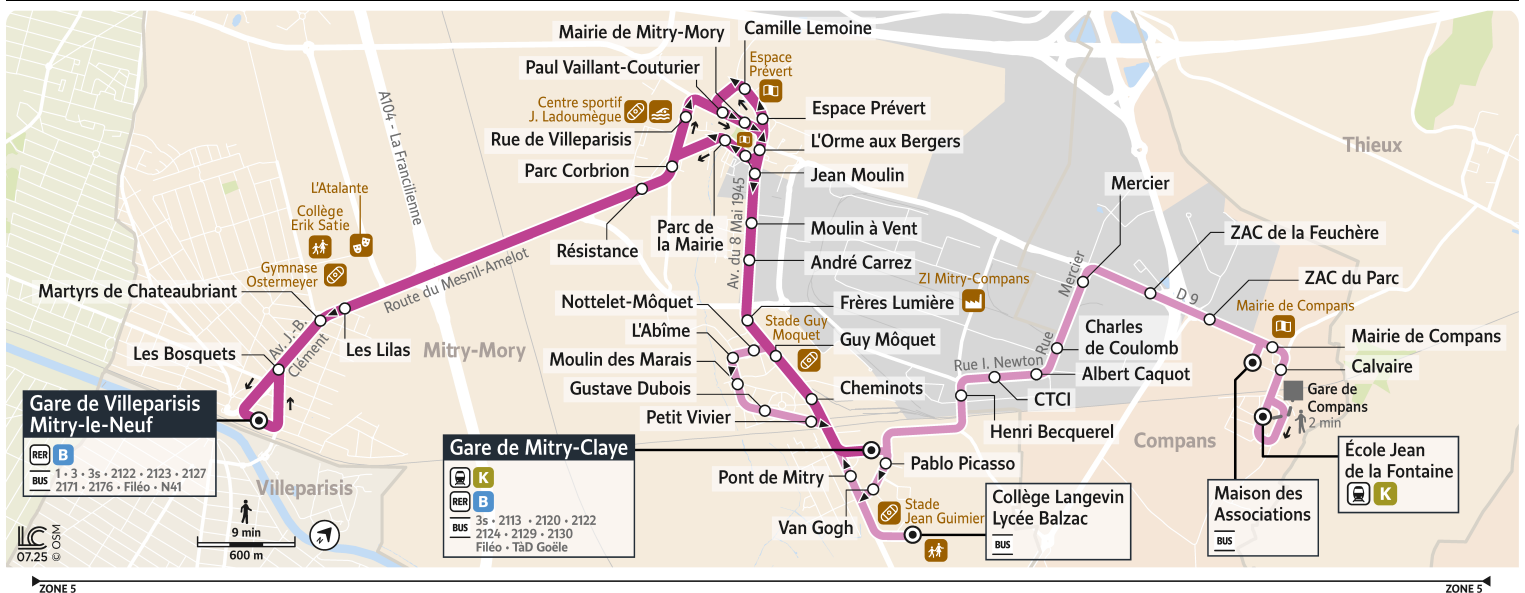 Mairie de Mitry-Mory
Camille Lemoine
Paul Vaillant-Couturier
Espace
Prévert
Centre sportif
J. Ladoumègue
Espace Prévert
Rue de Villeparisis
L'Orme aux Bergers
Thieux
Parc Corbrion
Jean Moulin
A104 - La Francilienne
L'Atalante
Collège
Erik Satie
Gymnase
Ostermeyer
Mercier
Parc de
la Mairie
Av. du 8 Mai 1945
Moulin à Vent
Résistance
ZAC de la Feuchère
André Carrez
Route du Mesnil-Amelot
ZI Mitry-Compans
Rue Mercier
D 9
ZAC du Parc
Martyrs de Chateaubriant
Nottelet-Môquet
Frères Lumière
Mairie de Compans
Av. J.-B.
Clément
Les Lilas
Mitry-Mory
L'Abîme
Stade Guy
Moquet
Guy Môquet
Charles
de Coulomb
Mairie de Compans
Les Bosquets
Moulin des Marais
Rue I. Newton
Albert Caquot
Calvaire
Gustave Dubois
Cheminots
CTCI
Gare de
Compans
2 min
Gare de Villeparisis
Mitry-le-Neuf
RER B
BUS
1 • 3 • 3s • 2122 • 2123 • 2127
2171 • 2176 • Filéo • N41
Petit Vivier
Henri Becquerel
Compans
Gare de Mitry-Claye
K
RER B
BUS
3s • 2113 • 2120 • 2122
2124 • 2129 • 2130
Filéo • TàD Goële
Villeparisis
Pont de Mitry
Pablo Picasso
École Jean
de la Fontaine
K
Van Gogh
Stade
Jean Guimier
Collège Langevin
Lycée Balzac
BUS
Maison des
Associations
BUS
9 min
600 m
LC
07.25
© OSM
ZONE 5
ZONE 5